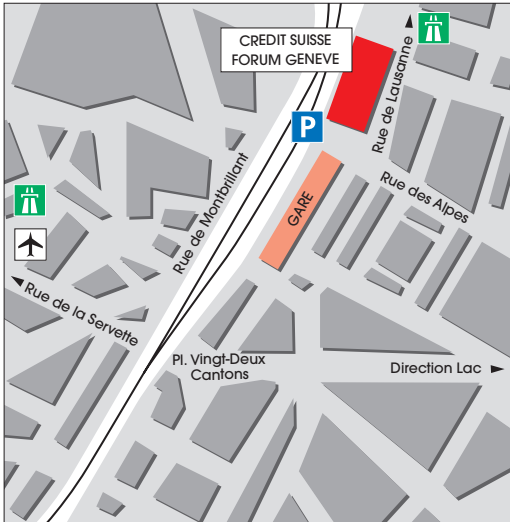 CREDIT SUISSE
FORUM GENEVE
Rue de Lausanne
P
Rue des Alpes
Rue de Montbrillant
GARE
Rue de la Servette
Pl. Vingt-Deux
Cantons
Direction Lac